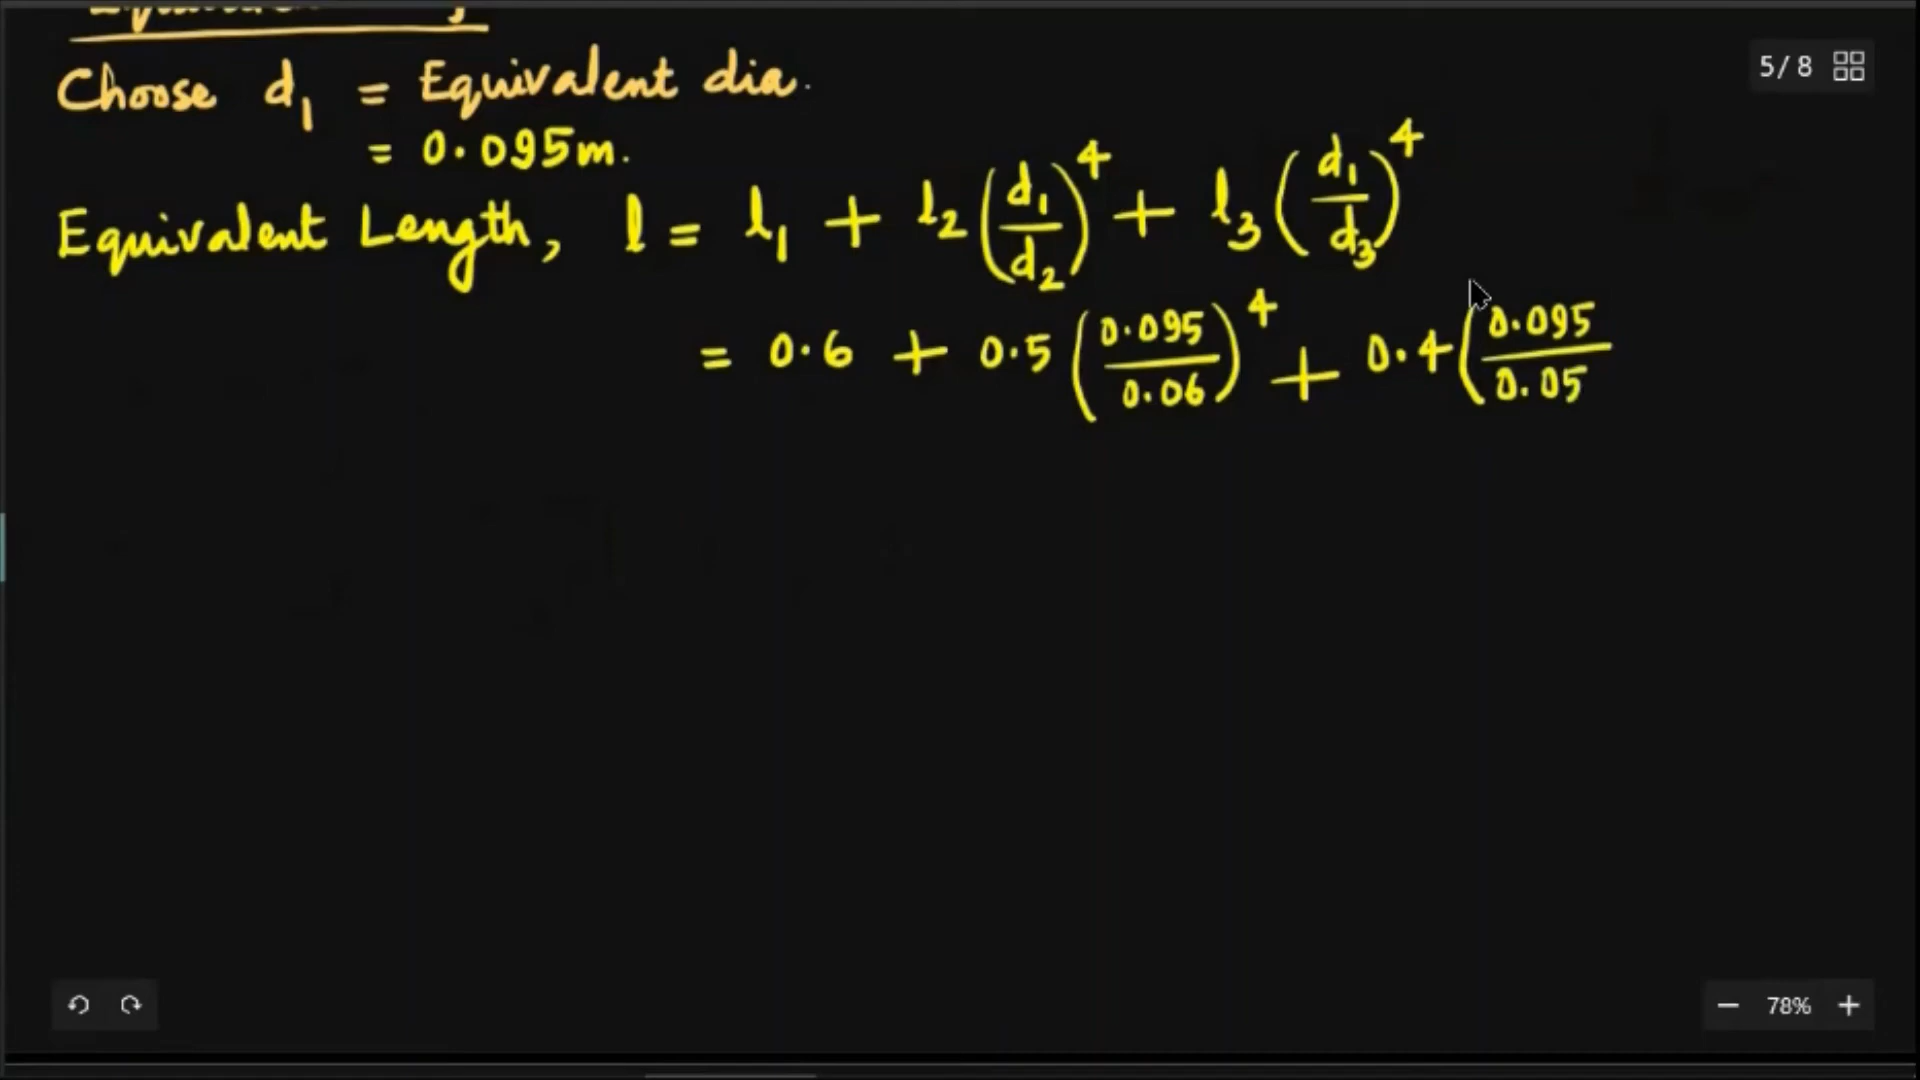 5/8
Choose d₁ = Equivalent dia.
= 0.095m.
Equivalent Length, l = l₁ + l₂(d₁/d₂)⁴ + l₃(d₁/d₃)⁴
= 0.6 + 0.5(0.095/0.06)⁴ + 0.4(0.095/0.05
78%